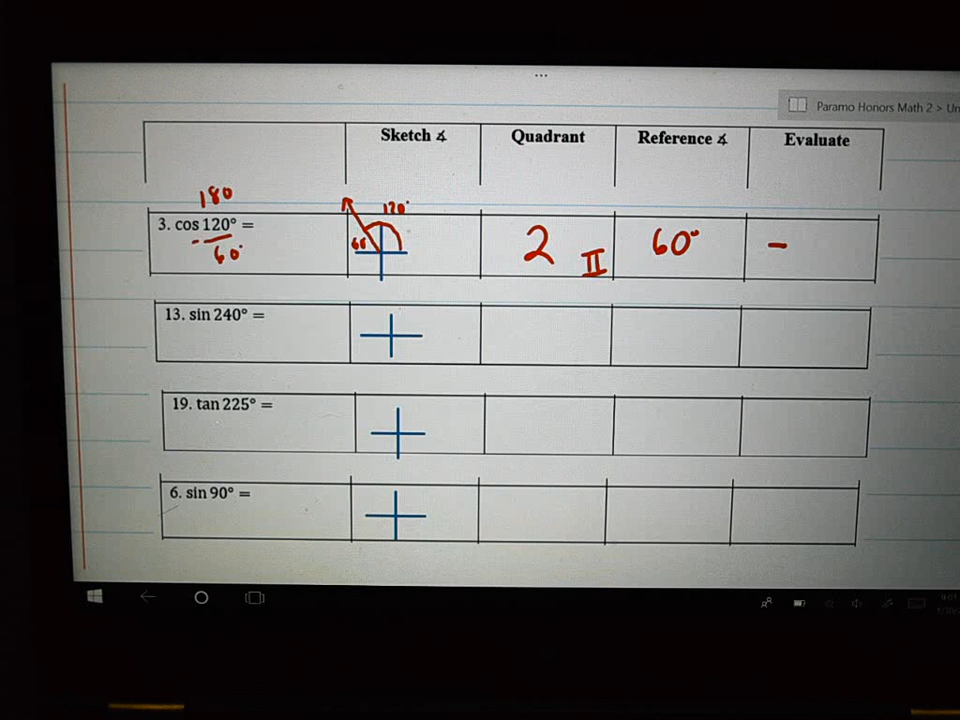 Paramo Honors Math 2 > Un
Sketch ∡ Quadrant Reference ∡ Evaluate
180
3. cos 120° =
- 60°
120°
60
2 II
60°
-
13. sin 240° =
19. tan 225° =
6. sin 90° =